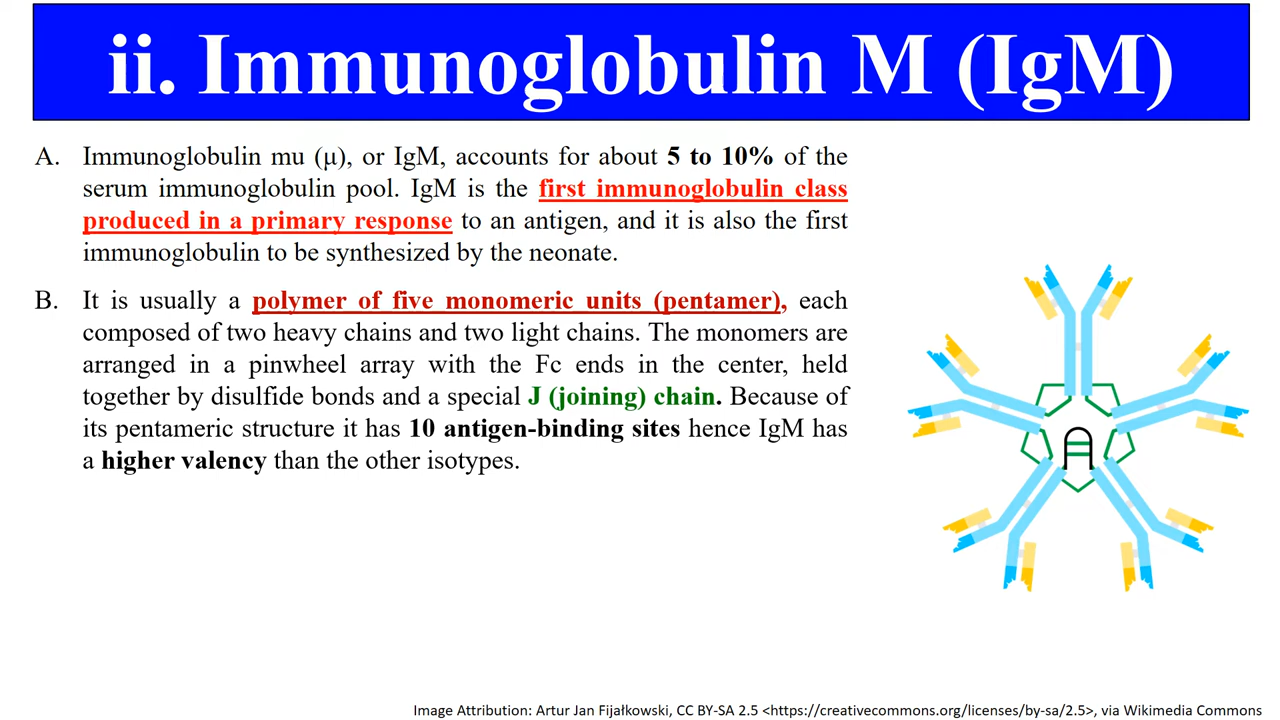 ii. Immunoglobulin M (IgM)
A. Immunoglobulin mu (μ), or IgM, accounts for about 5 to 10% of the
serum immunoglobulin pool. IgM is the first immunoglobulin class
produced in a primary response to an antigen, and it is also the first
immunoglobulin to be synthesized by the neonate.
B. It is usually a polymer of five monomeric units (pentamer), each
composed of two heavy chains and two light chains. The monomers are
arranged in a pinwheel array with the Fc ends in the center, held
together by disulfide bonds and a special J (joining) chain. Because of
its pentameric structure it has 10 antigen-binding sites hence IgM has
a higher valency than the other isotypes.
Image Attribution: Artur Jan Fijałkowski, CC BY-SA 2.5 <https://creativecommons.org/licenses/by-sa/2.5>, via Wikimedia Commons